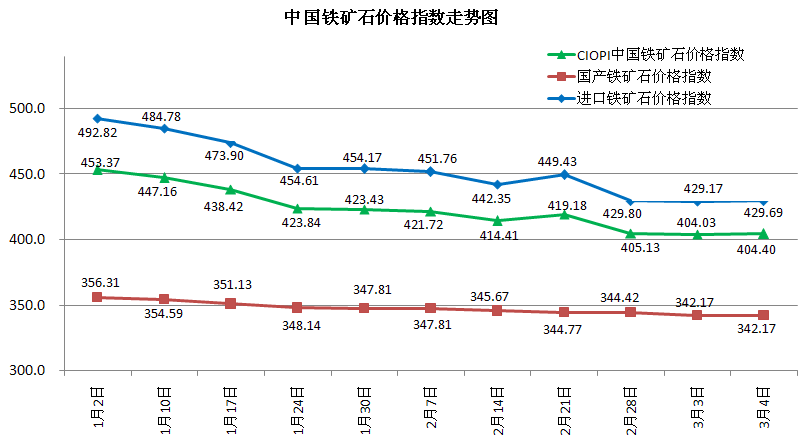 中国铁矿石价格指数走势图
CIOPI中国铁矿石价格指数
国产铁矿石价格指数
进口铁矿石价格指数
500.0
450.0
400.0
350.0
300.0
492.82
484.78
473.90
454.61
454.17
451.76
442.35
449.43
429.80
429.17
429.69
453.37
447.16
438.42
423.84
423.43
421.72
414.41
419.18
405.13
404.03
404.40
356.31
354.59
351.13
348.14
347.81
347.81
345.67
344.77
344.42
342.17
342.17
1月2日
1月10日
1月17日
1月24日
1月30日
2月7日
2月14日
2月21日
2月28日
3月3日
3月4日